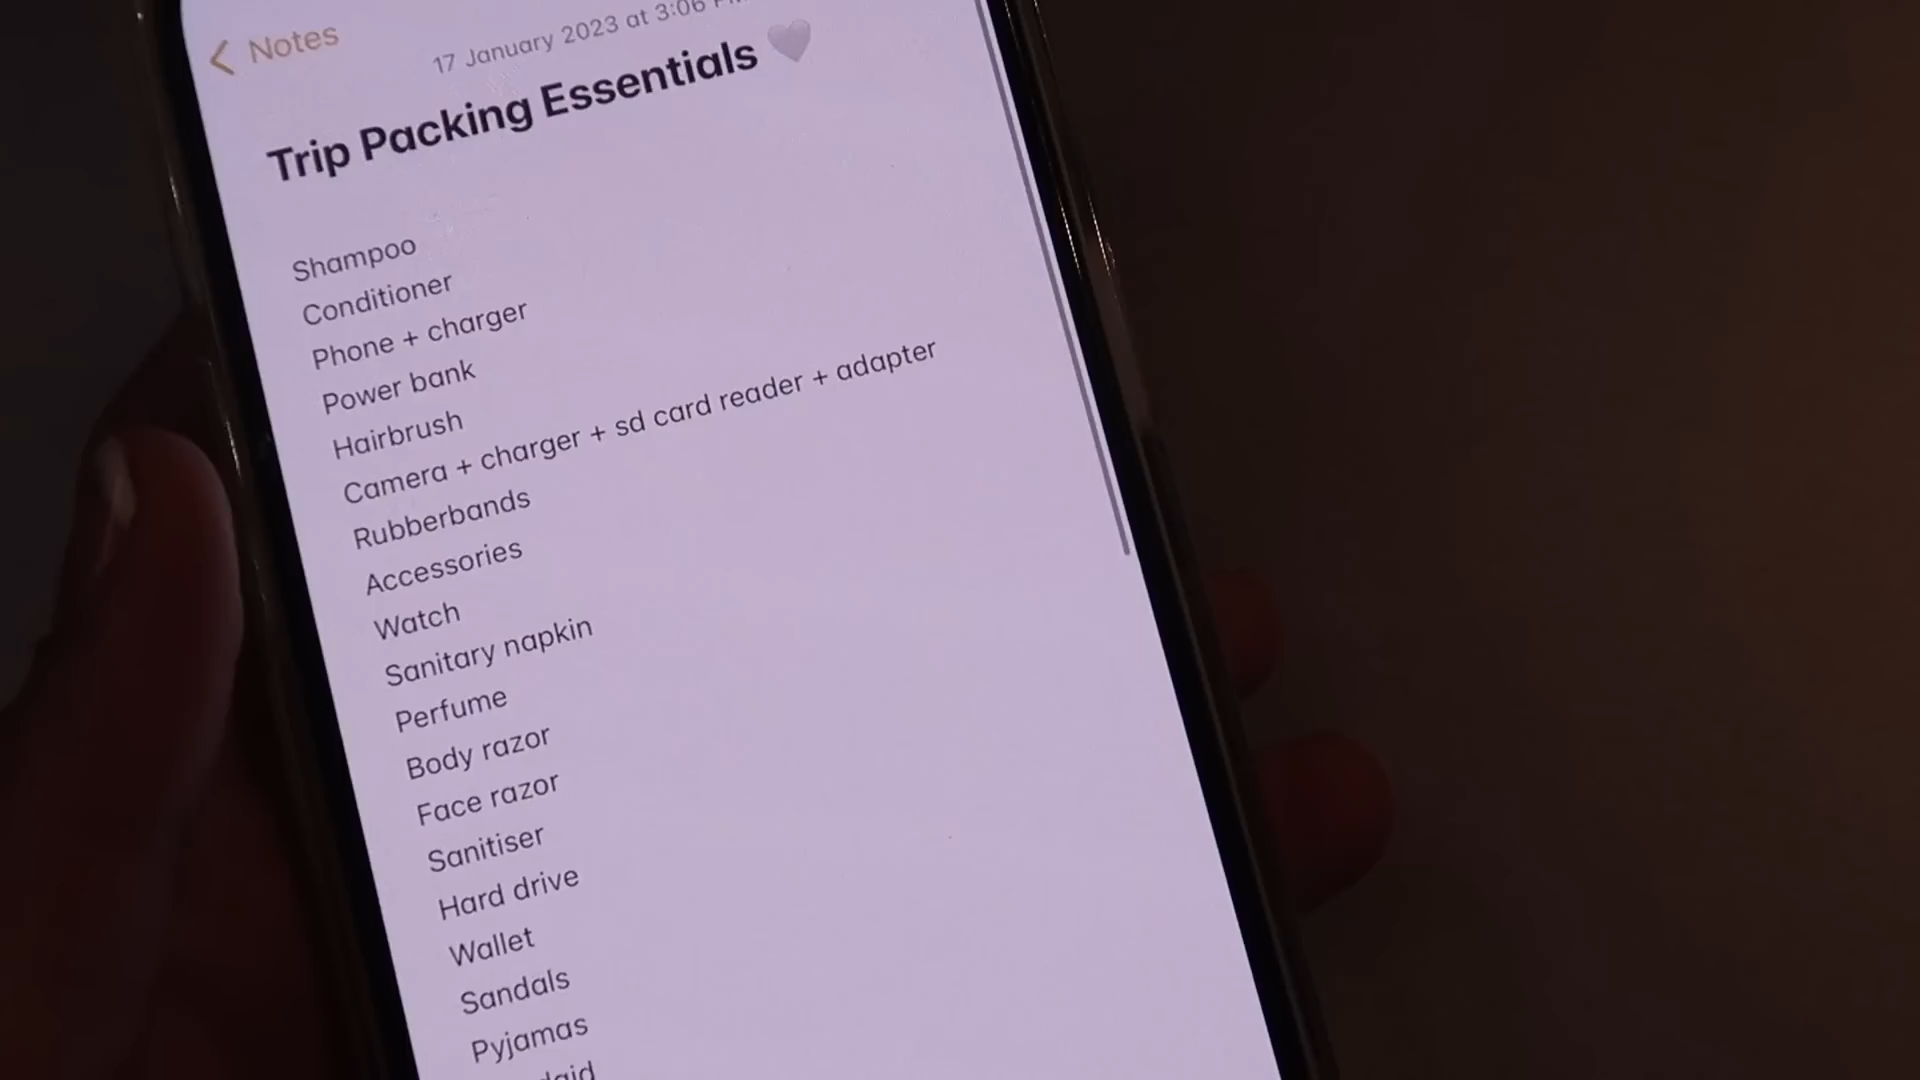 Notes
17 January 2023 at 3:06
Trip Packing Essentials
Shampoo
Conditioner
Phone + charger
Power bank
Hairbrush
Camera + charger + sd card reader + adapter
Rubberbands
Accessories
Watch
Sanitary napkin
Perfume
Body razor
Face razor
Sanitiser
Hard drive
Wallet
Sandals
Pyjamas